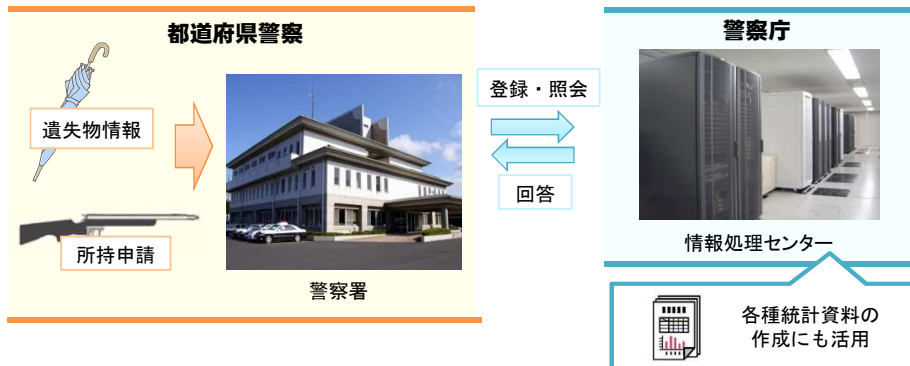 都道府県警察
遺失物情報
所持申請
警察署
登録・照会
回答
警察庁
情報処理センター
各種統計資料の
作成にも活用